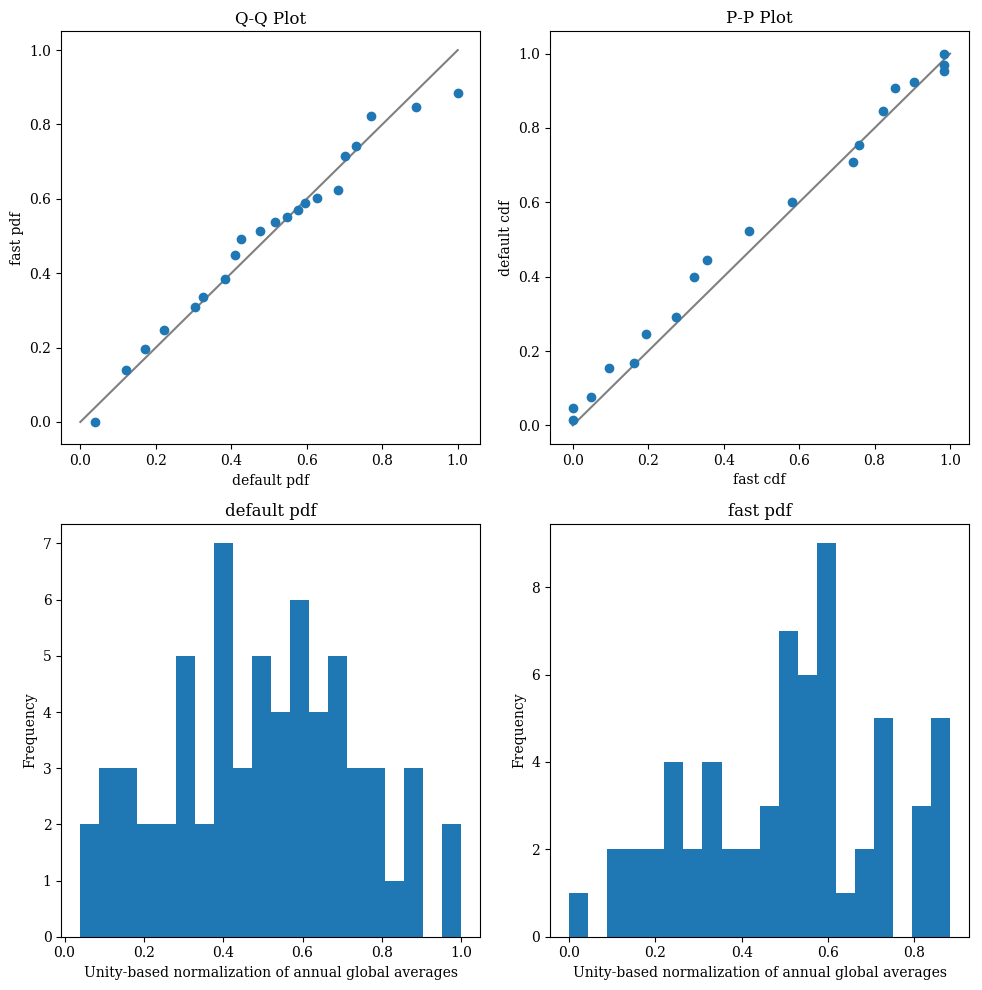 Q-Q Plot
1.0
0.8
0.6
0.4
0.2
0.0
fast pdf
0.0 0.2 0.4 0.6 0.8 1.0
default pdf
P-P Plot
1.0
0.8
0.6
0.4
0.2
0.0
default cdf
0.0 0.2 0.4 0.6 0.8 1.0
fast cdf
default pdf
7
6
5
4
3
2
1
0
Frequency
0.0 0.2 0.4 0.6 0.8 1.0
Unity-based normalization of annual global averages
fast pdf
8
6
4
2
0
Frequency
0.0 0.2 0.4 0.6 0.8
Unity-based normalization of annual global averages